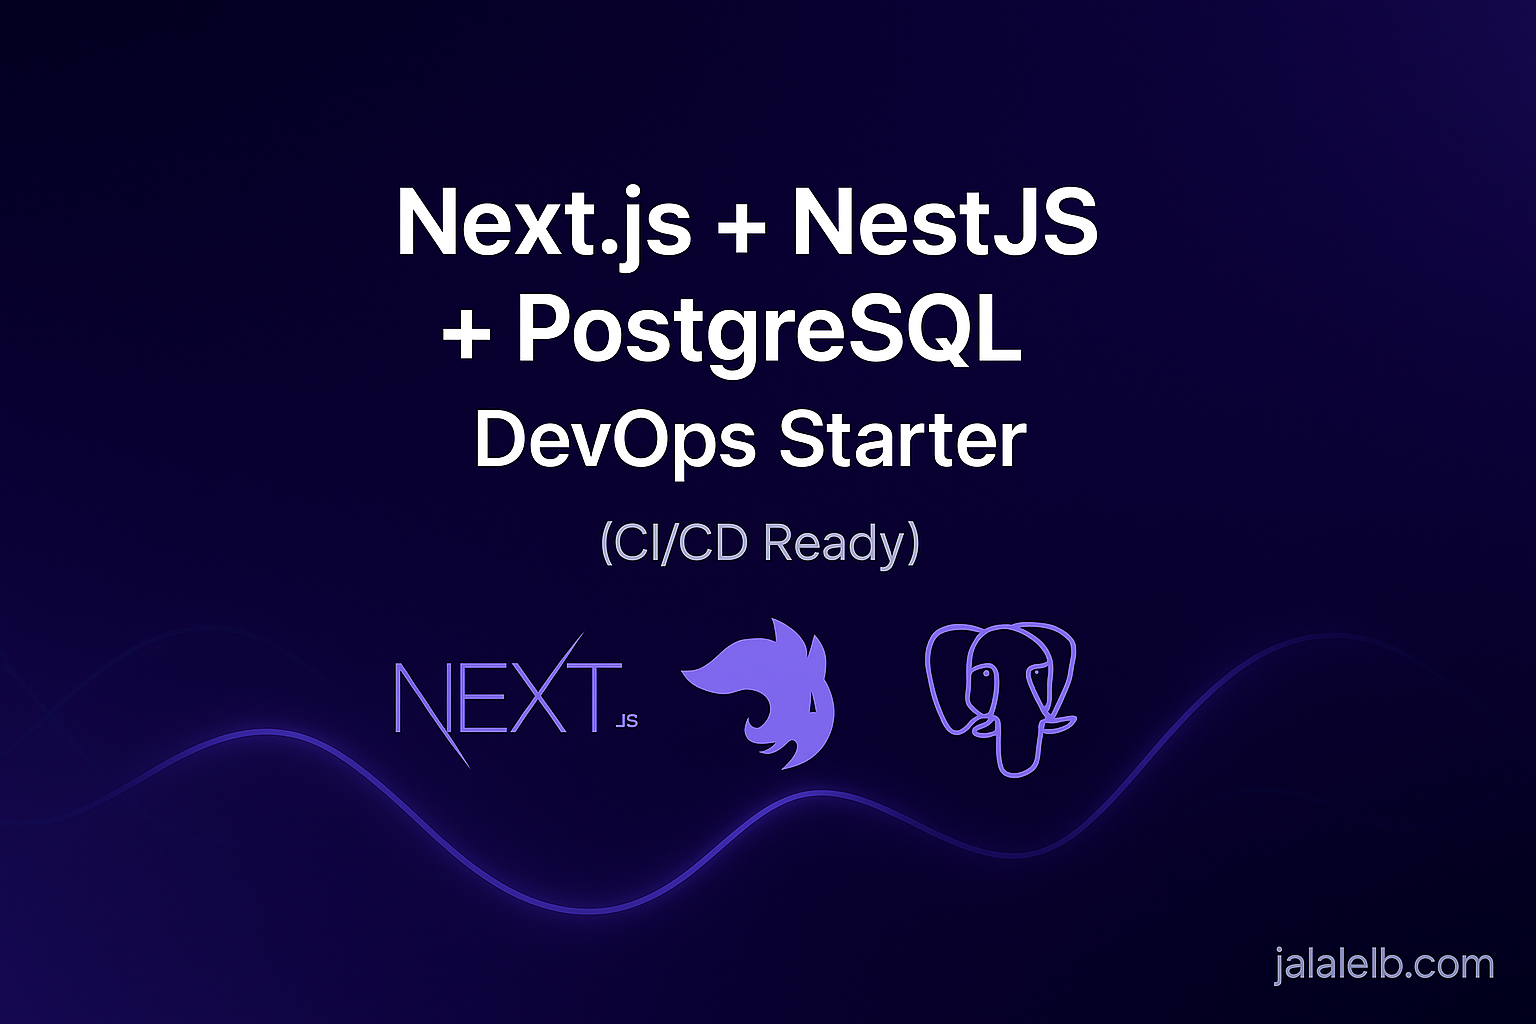 Next.js + NestJS
+ PostgreSQL
DevOps Starter
(CI/CD Ready)
NEXT.JS
jalalelb.com